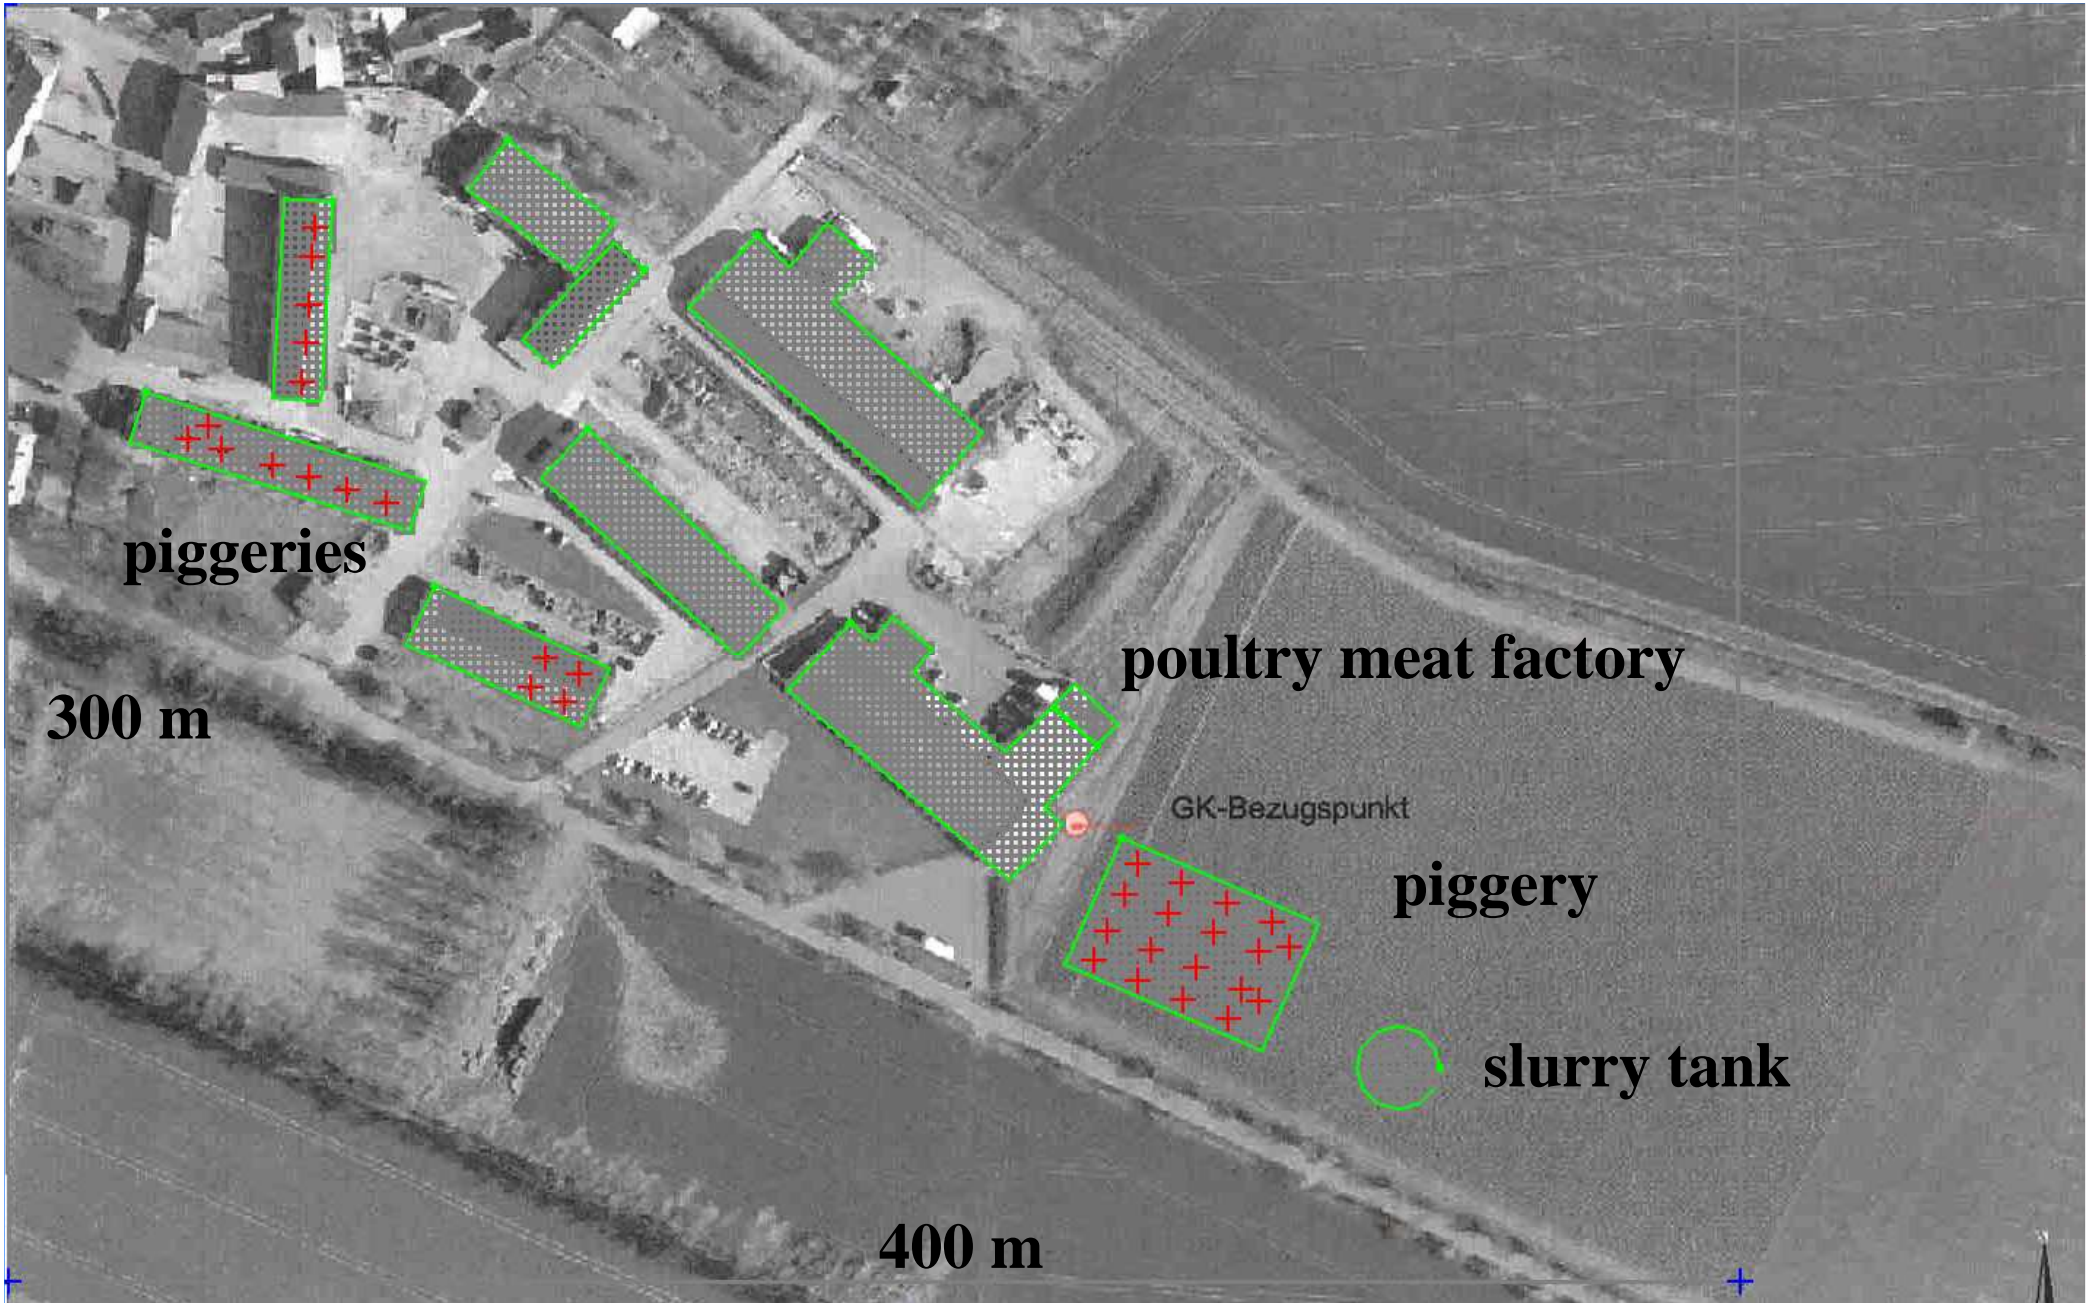 piggeries
poultry meat factory
300 m
GK-Bezugspunkt
piggery
slurry tank
400 m